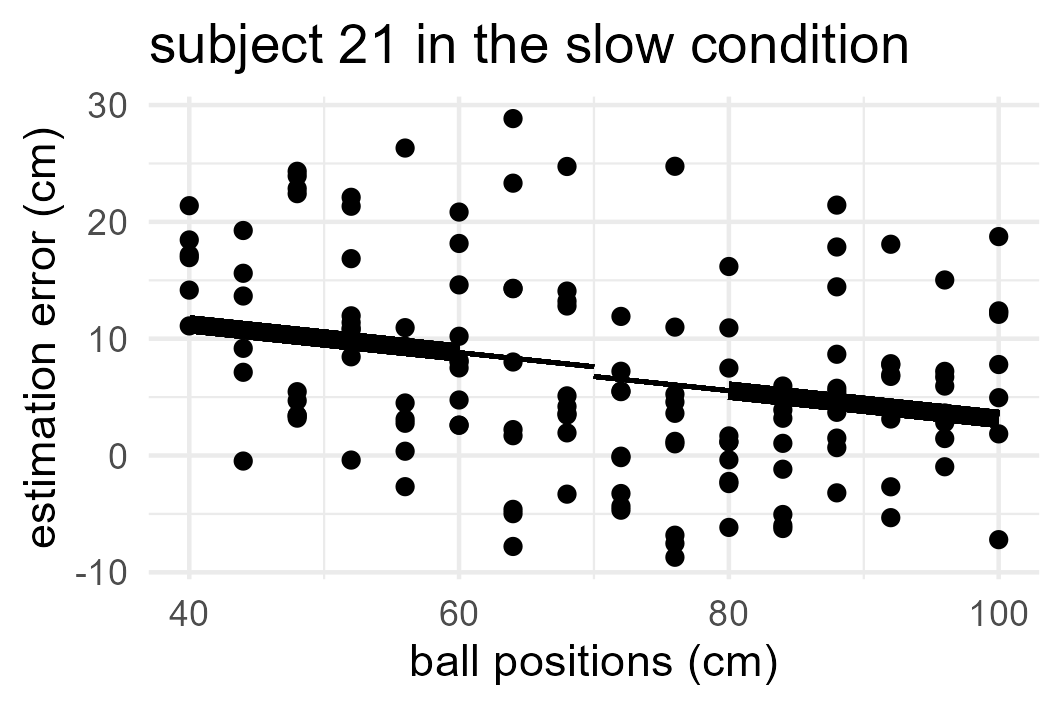 subject 21 in the slow condition
estimation error (cm)
30
20
10
0
-10
40 60 80 100
ball positions (cm)